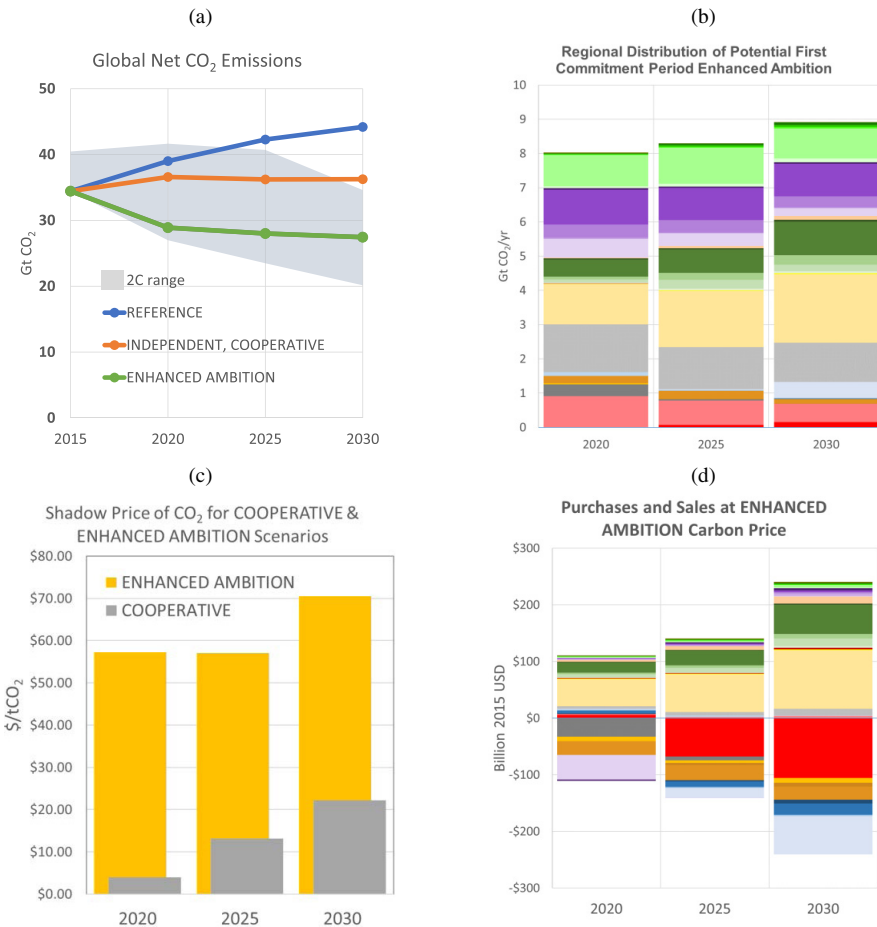 (a)
Global Net CO₂ Emissions
50
40
30
20
10
0
Gt CO₂
2C range
REFERENCE
INDEPENDENT, COOPERATIVE
ENHANCED AMBITION
2015 2020 2025 2030
(b)
Regional Distribution of Potential First
Commitment Period Enhanced Ambition
10
9
8
7
6
5
4
3
2
1
0
Gt CO₂/yr
2020 2025 2030
(c)
Shadow Price of CO₂ for COOPERATIVE &
ENHANCED AMBITION Scenarios
$80.00
$70.00
$60.00
$50.00
$40.00
$30.00
$20.00
$10.00
$0.00
$/tCO₂
ENHANCED AMBITION
COOPERATIVE
2020 2025 2030
(d)
Purchases and Sales at ENHANCED
AMBITION Carbon Price
$300
$200
$100
$0
-$100
-$200
-$300
Billion 2015 USD
2020 2025 2030